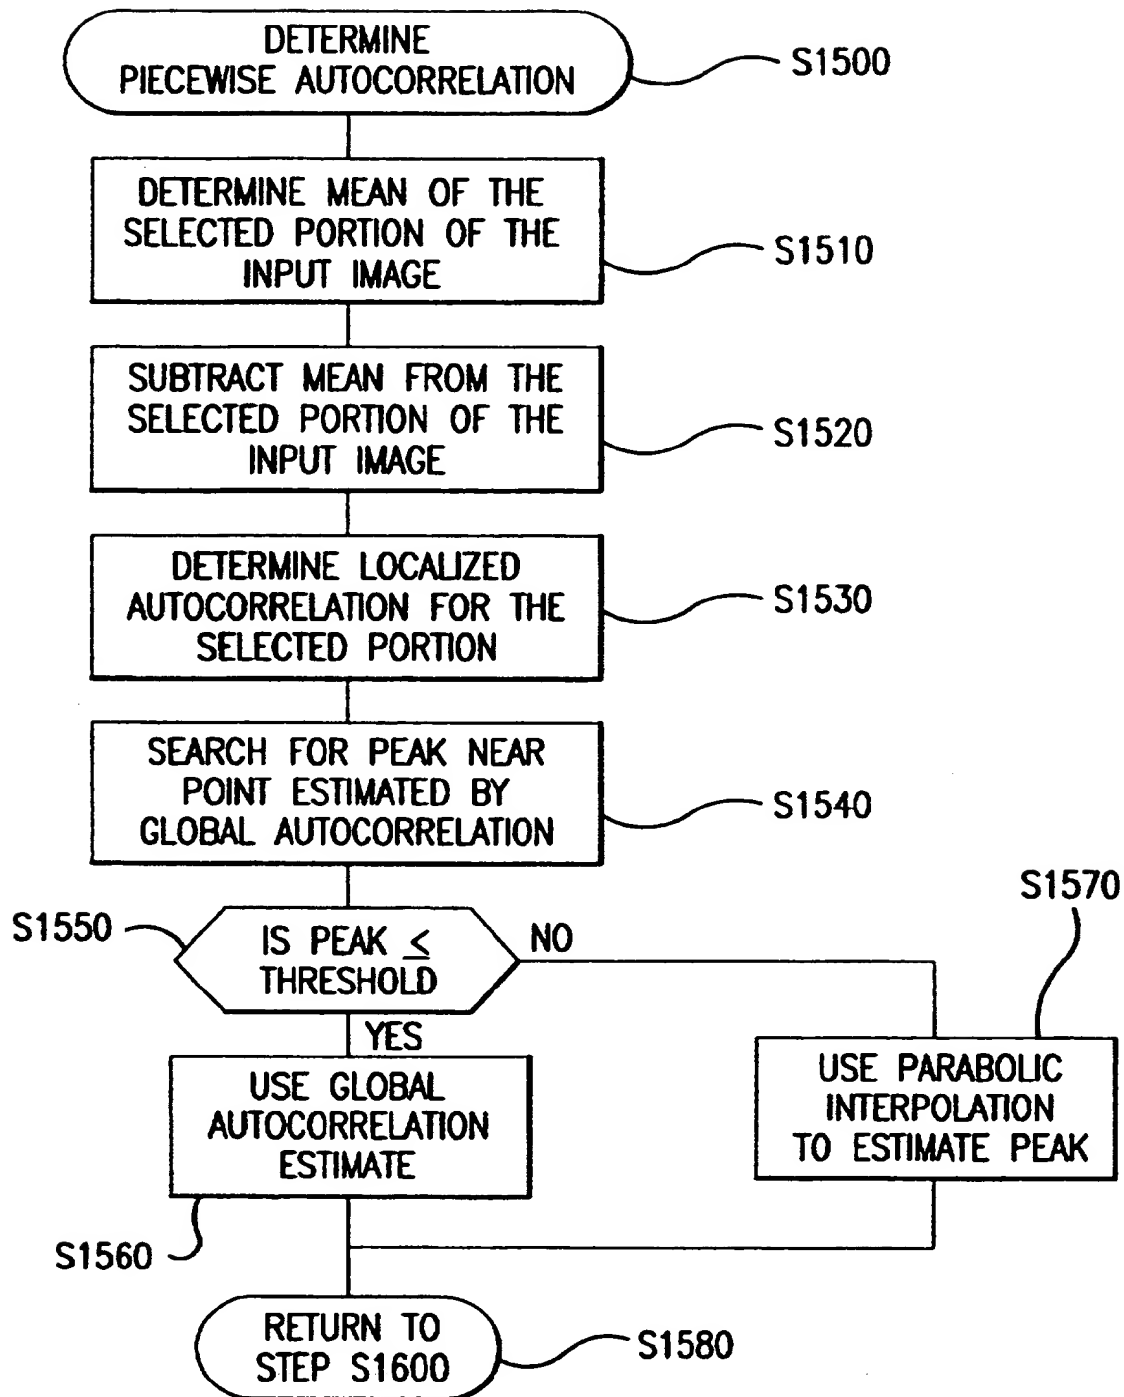 DETERMINE
PIECEWISE AUTOCORRELATION
S1500
DETERMINE MEAN OF THE
SELECTED PORTION OF THE
INPUT IMAGE
S1510
SUBTRACT MEAN FROM THE
SELECTED PORTION OF THE
INPUT IMAGE
S1520
DETERMINE LOCALIZED
AUTOCORRELATION FOR THE
SELECTED PORTION
S1530
SEARCH FOR PEAK NEAR
POINT ESTIMATED BY
GLOBAL AUTOCORRELATION
S1540
S1550
IS PEAK ≤
THRESHOLD
NO
YES
S1570
USE GLOBAL
AUTOCORRELATION
ESTIMATE
S1560
USE PARABOLIC
INTERPOLATION
TO ESTIMATE PEAK
RETURN TO
STEP S1600
S1580